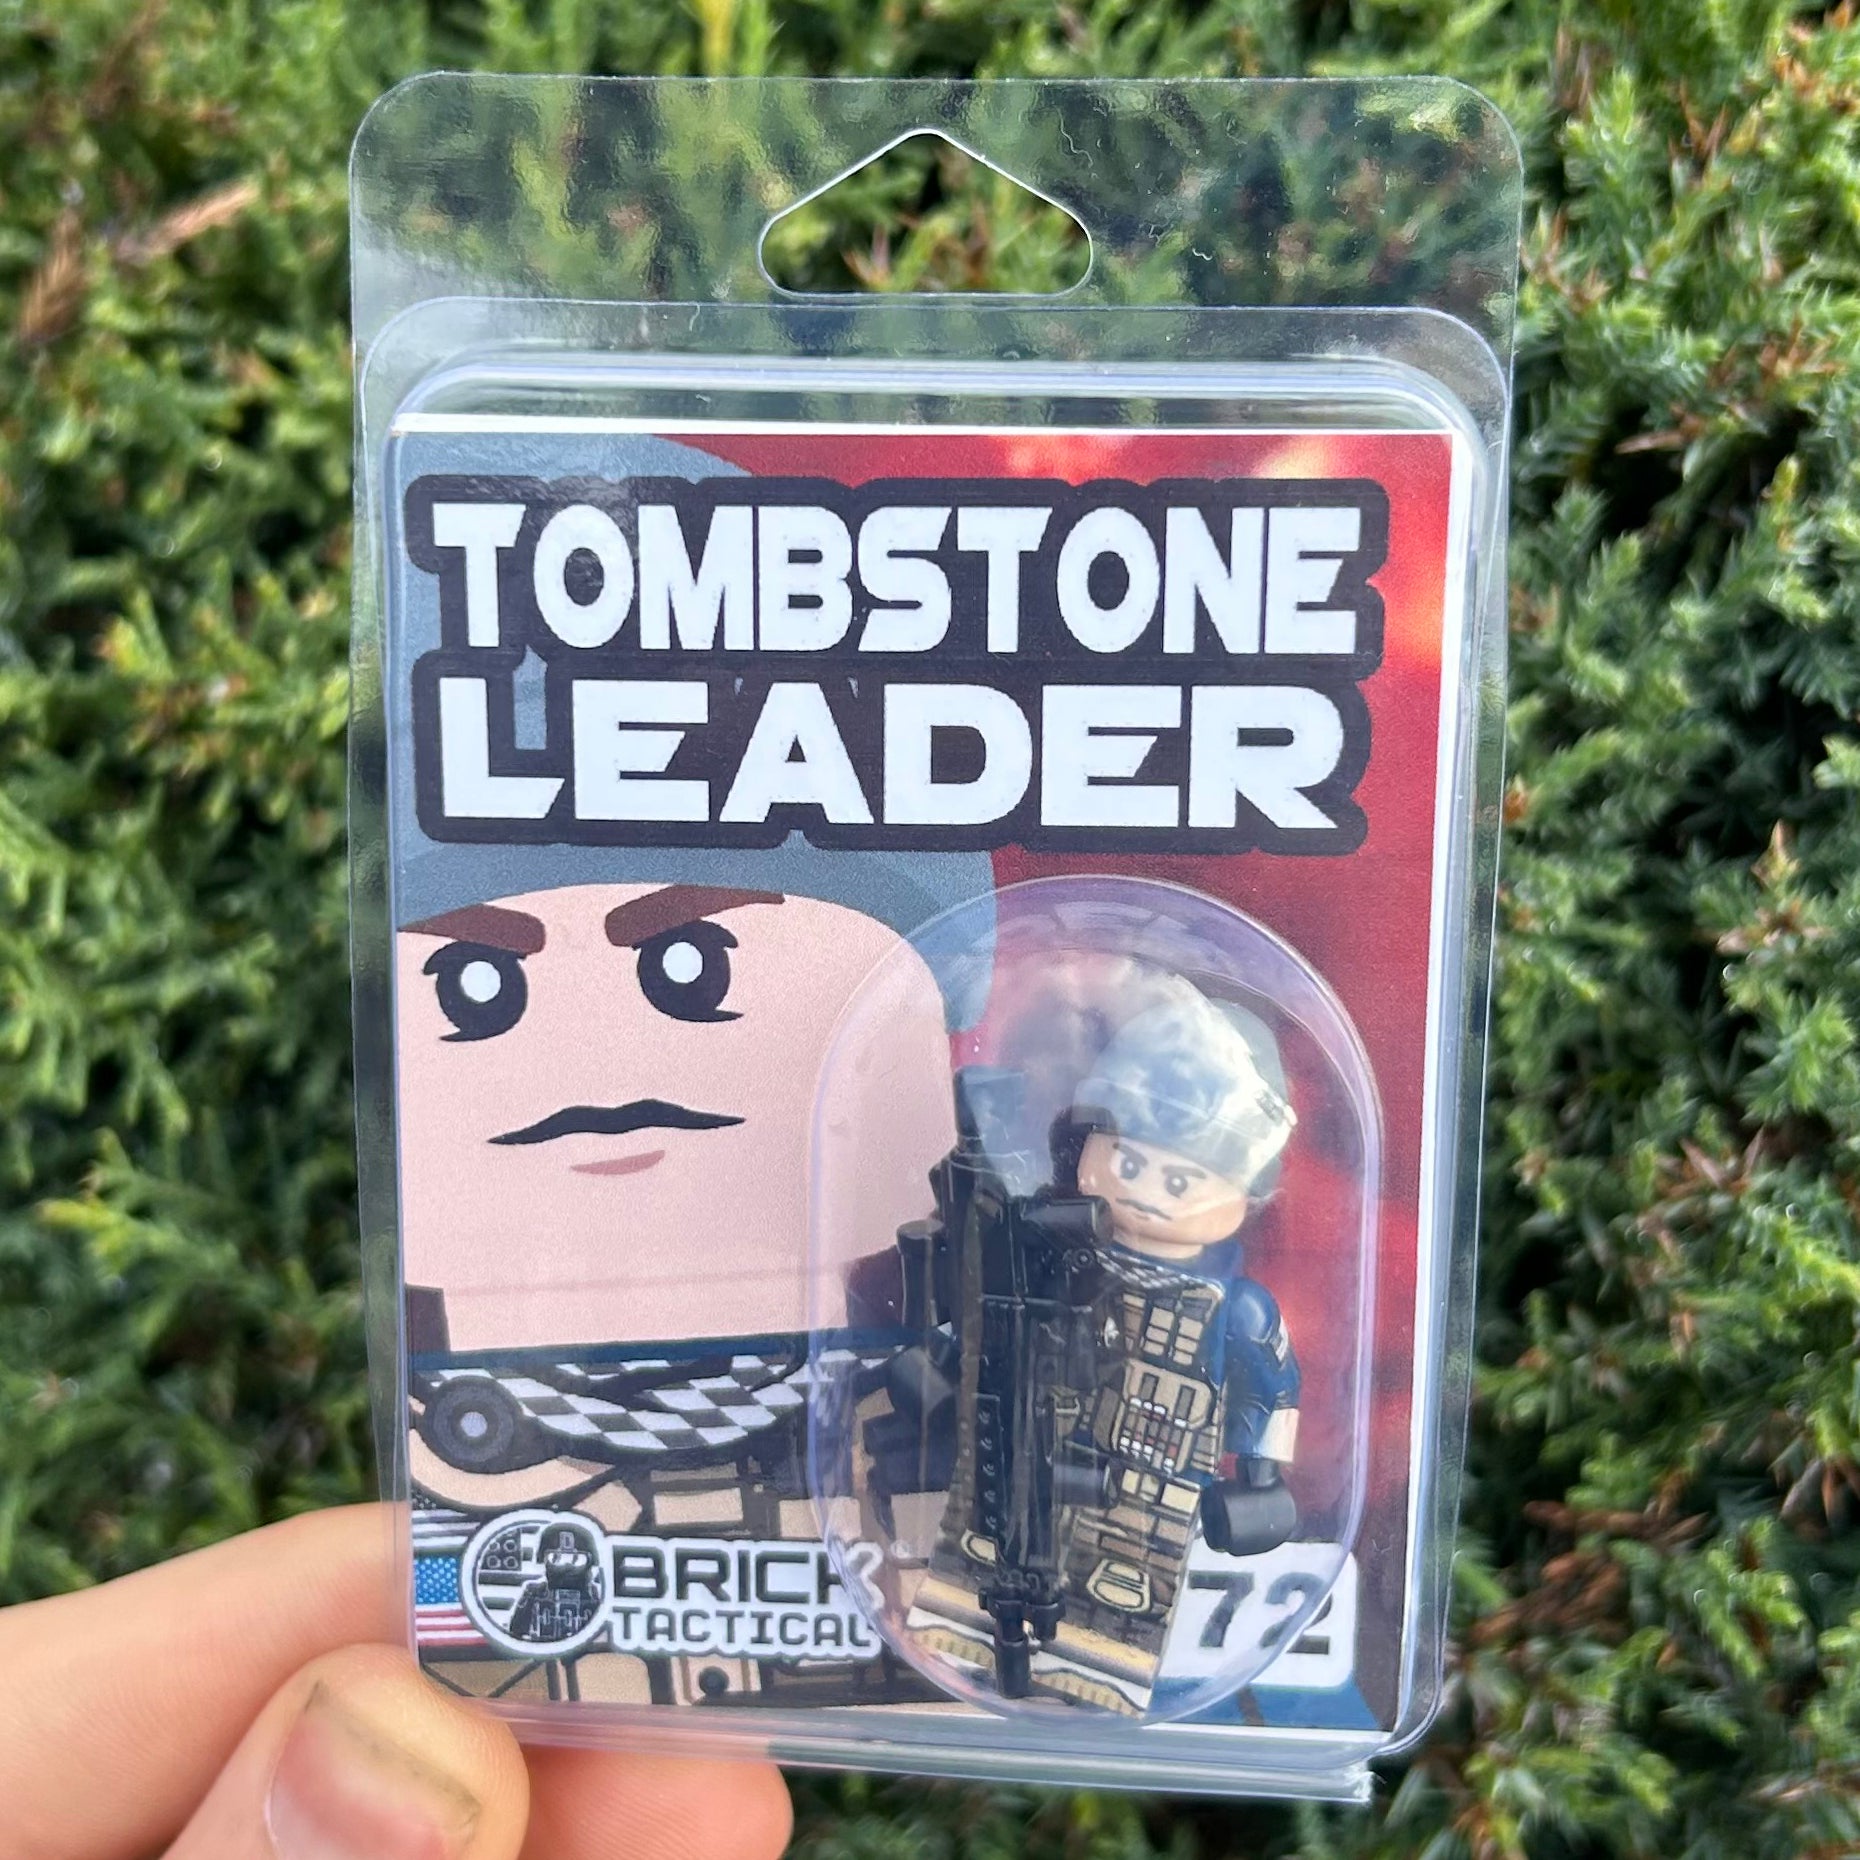 TOMBSTONE
LEADER
BRICK
TACTICAL
72